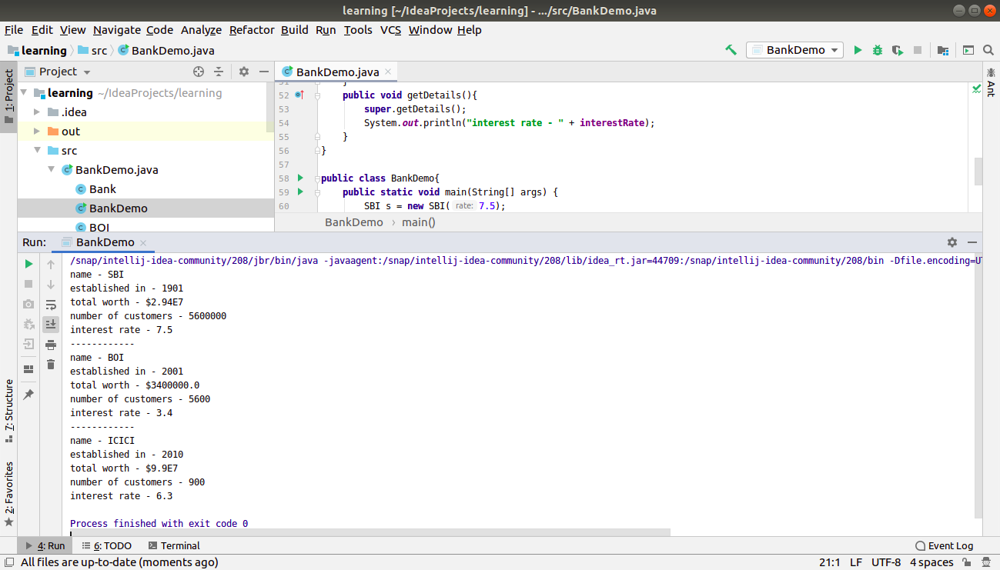 learning [~/IdeaProjects/learning] - .../src/BankDemo.java
File Edit View Navigate Code Analyze Refactor Build Run Tools VCS Window Help
learning src BankDemo.java
BankDemo
1: Project
Project
learning ~/IdeaProjects/learning
.idea
out
src
BankDemo.java
Bank
BankDemo
BOI
BankDemo.java
51 }
52 public void getDetails(){
53 super.getDetails();
54 System.out.println("interest rate - " + interestRate);
55 }
56 }
57
58 public class BankDemo{
59 public static void main(String[] args) {
60 SBI s = new SBI( rate: 7.5);
BankDemo › main()
Ant
Run: BankDemo
/snap/intellij-idea-community/208/jbr/bin/java -javaagent:/snap/intellij-idea-community/208/lib/idea_rt.jar=44709:/snap/intellij-idea-community/208/bin -Dfile.encoding=UT
name - SBI
established in - 1901
total worth - $2.94E7
number of customers - 5600000
interest rate - 7.5
------------
name - BOI
established in - 2001
total worth - $3400000.0
number of customers - 5600
interest rate - 3.4
------------
name - ICICI
established in - 2010
total worth - $9.9E7
number of customers - 900
interest rate - 6.3
Process finished with exit code 0
7: Structure
2: Favorites
4: Run 6: TODO Terminal Event Log
All files are up-to-date (moments ago) 21:1 LF UTF-8 4 spaces